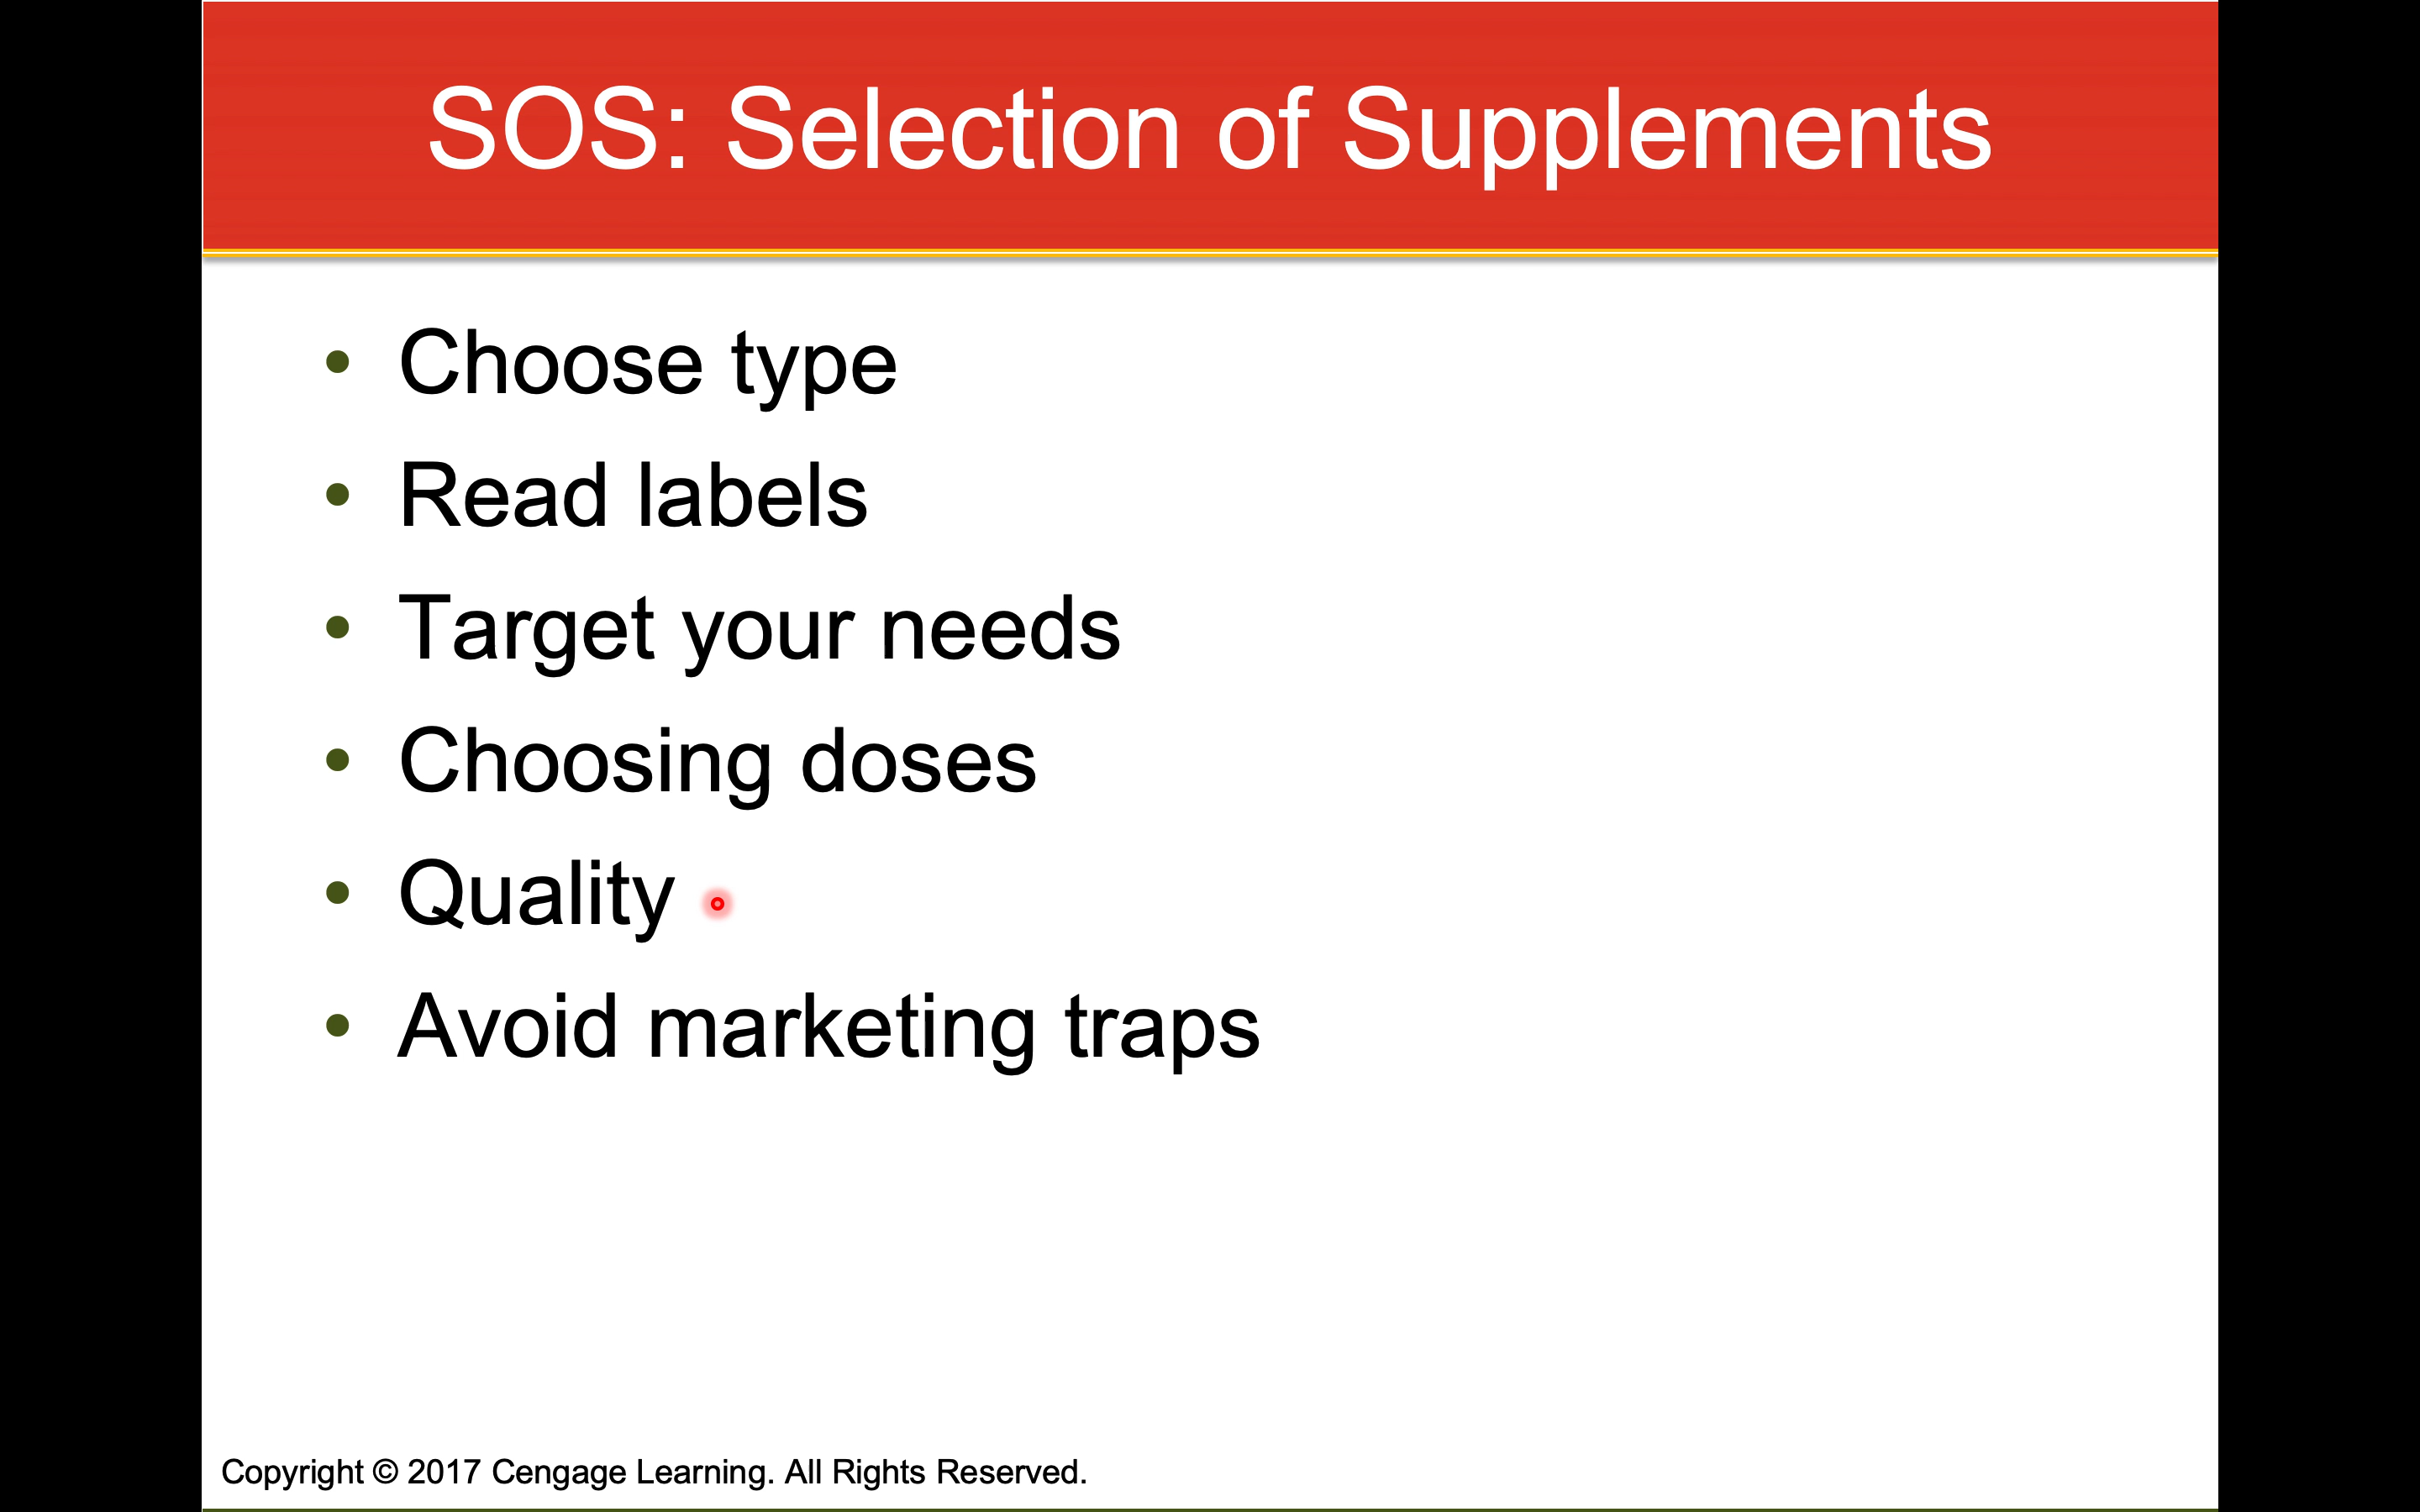 SOS: Selection of Supplements
• Choose type
• Read labels
• Target your needs
• Choosing doses
• Quality
• Avoid marketing traps
Copyright © 2017 Cengage Learning. All Rights Reserved.